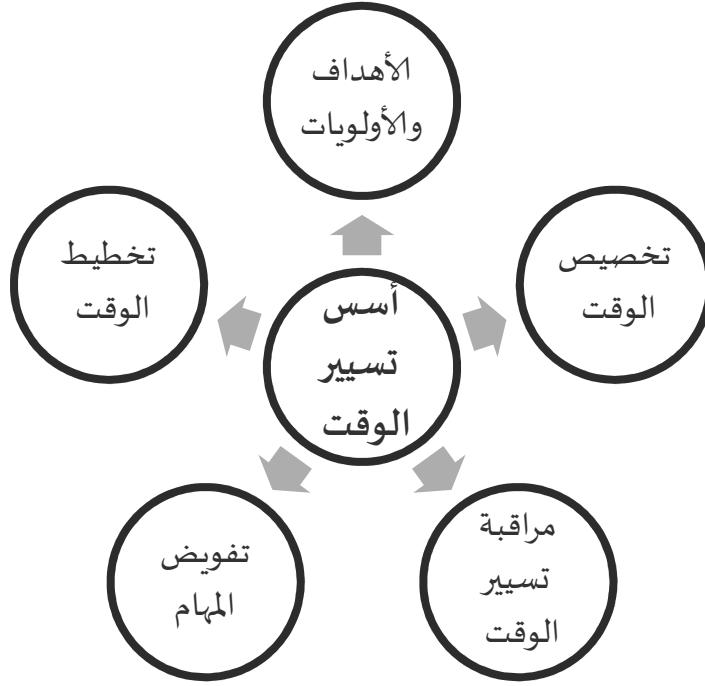 الأهداف
والأولويات
تخصيص
الوقت
تخطيط
الوقت
أسس
تسيير
الوقت
مراقبة
تسيير
الوقت
تفويض
المهام